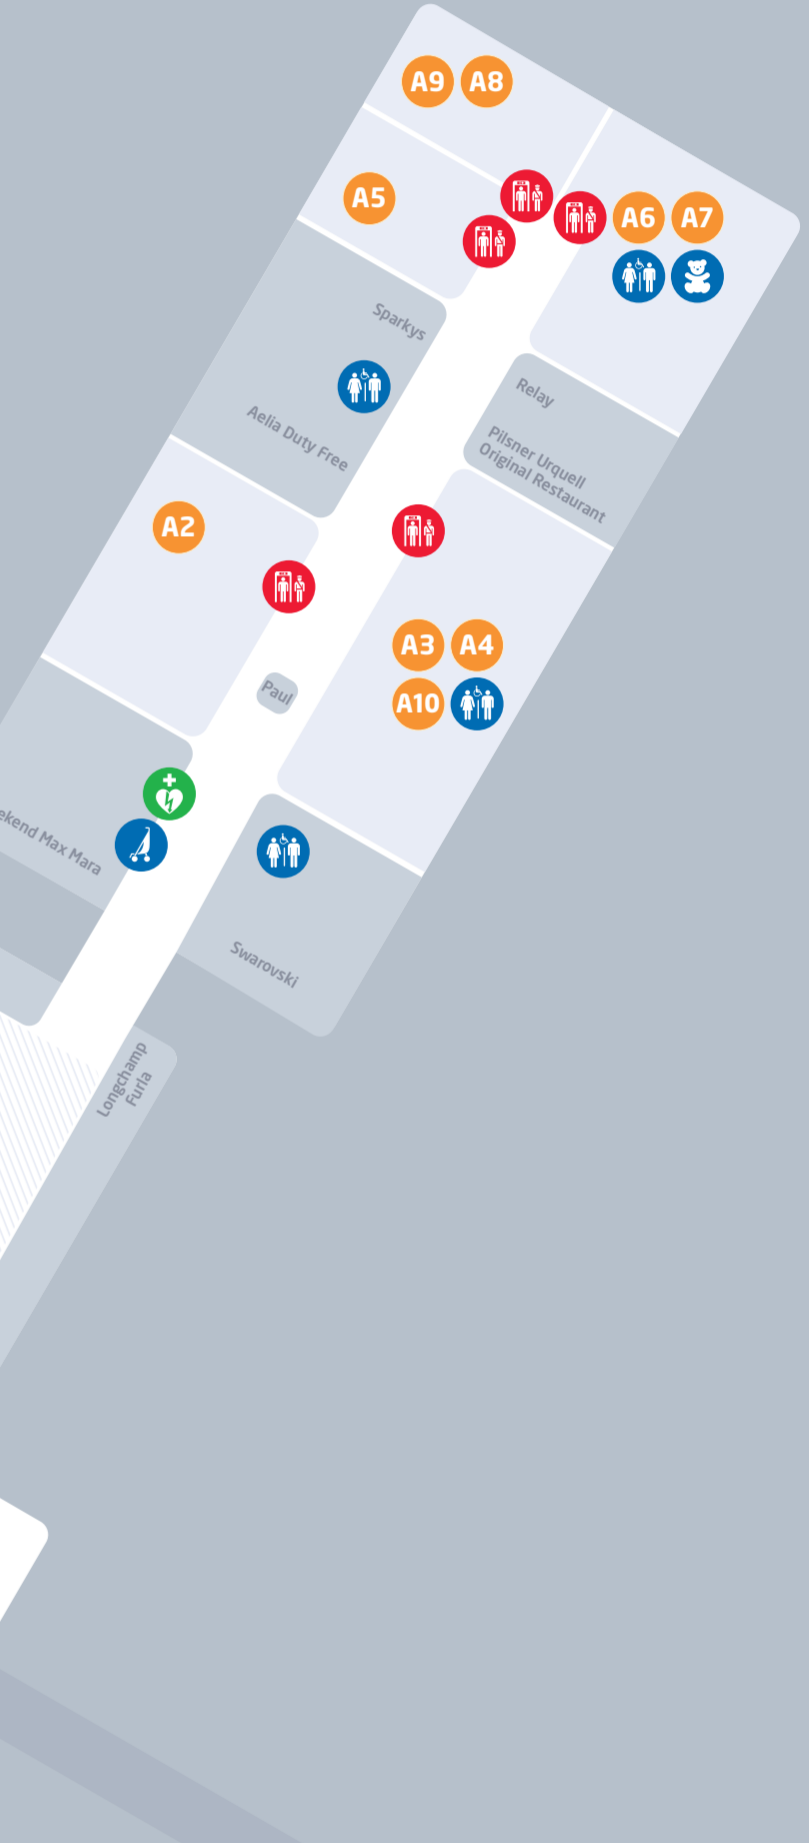 A9 A8
A5
A6 A7
Sparkys
Relay
Aelia Duty Free
Pilsner Urquell
Original Restaurant
A2
A3 A4
A10
Paul
ekend Max Mara
Swarovski
Longchamp
Furla